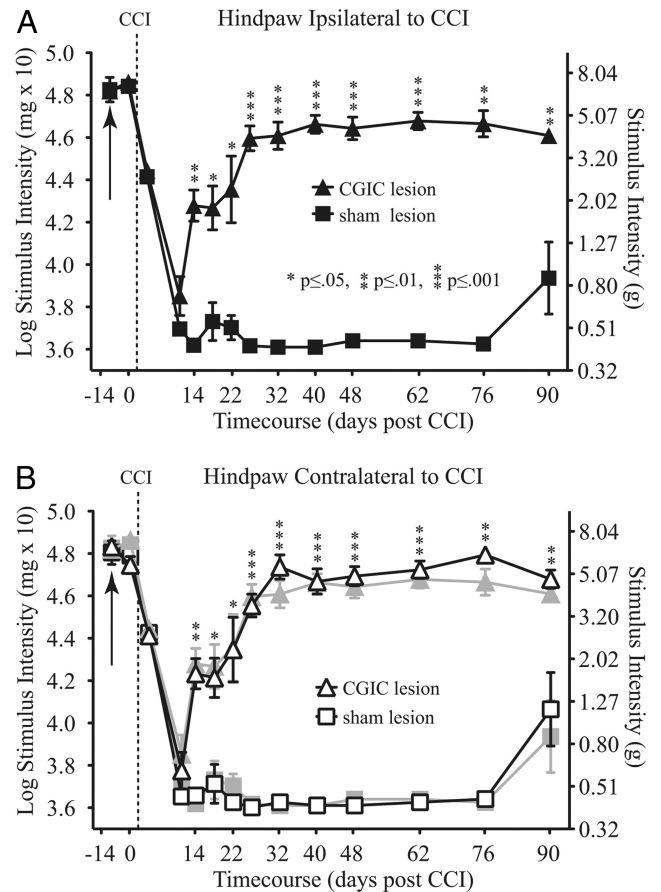 A
CCI
Hindpaw Ipsilateral to CCI
Log Stimulus Intensity (mg x 10)
5.0
4.8
4.6
4.4
4.2
4.0
3.8
3.6
8.04
5.07
3.20
2.02
1.27
0.80
0.51
0.32
Stimulus Intensity (g)
** * * *** *** *** *** *** ** **
CGIC lesion
sham lesion
* p≤.05, ** p≤.01, *** p≤.001
-14 0 14 22 32 40 48 62 76 90
Timecourse (days post CCI)
B
CCI
Hindpaw Contralateral to CCI
Log Stimulus Intensity (mg x 10)
5.0
4.8
4.6
4.4
4.2
4.0
3.8
3.6
8.04
5.07
3.20
2.02
1.27
0.80
0.51
0.32
Stimulus Intensity (g)
** * * *** *** *** *** *** ** **
CGIC lesion
sham lesion
-14 0 14 22 32 40 48 62 76 90
Timecourse (days post CCI)